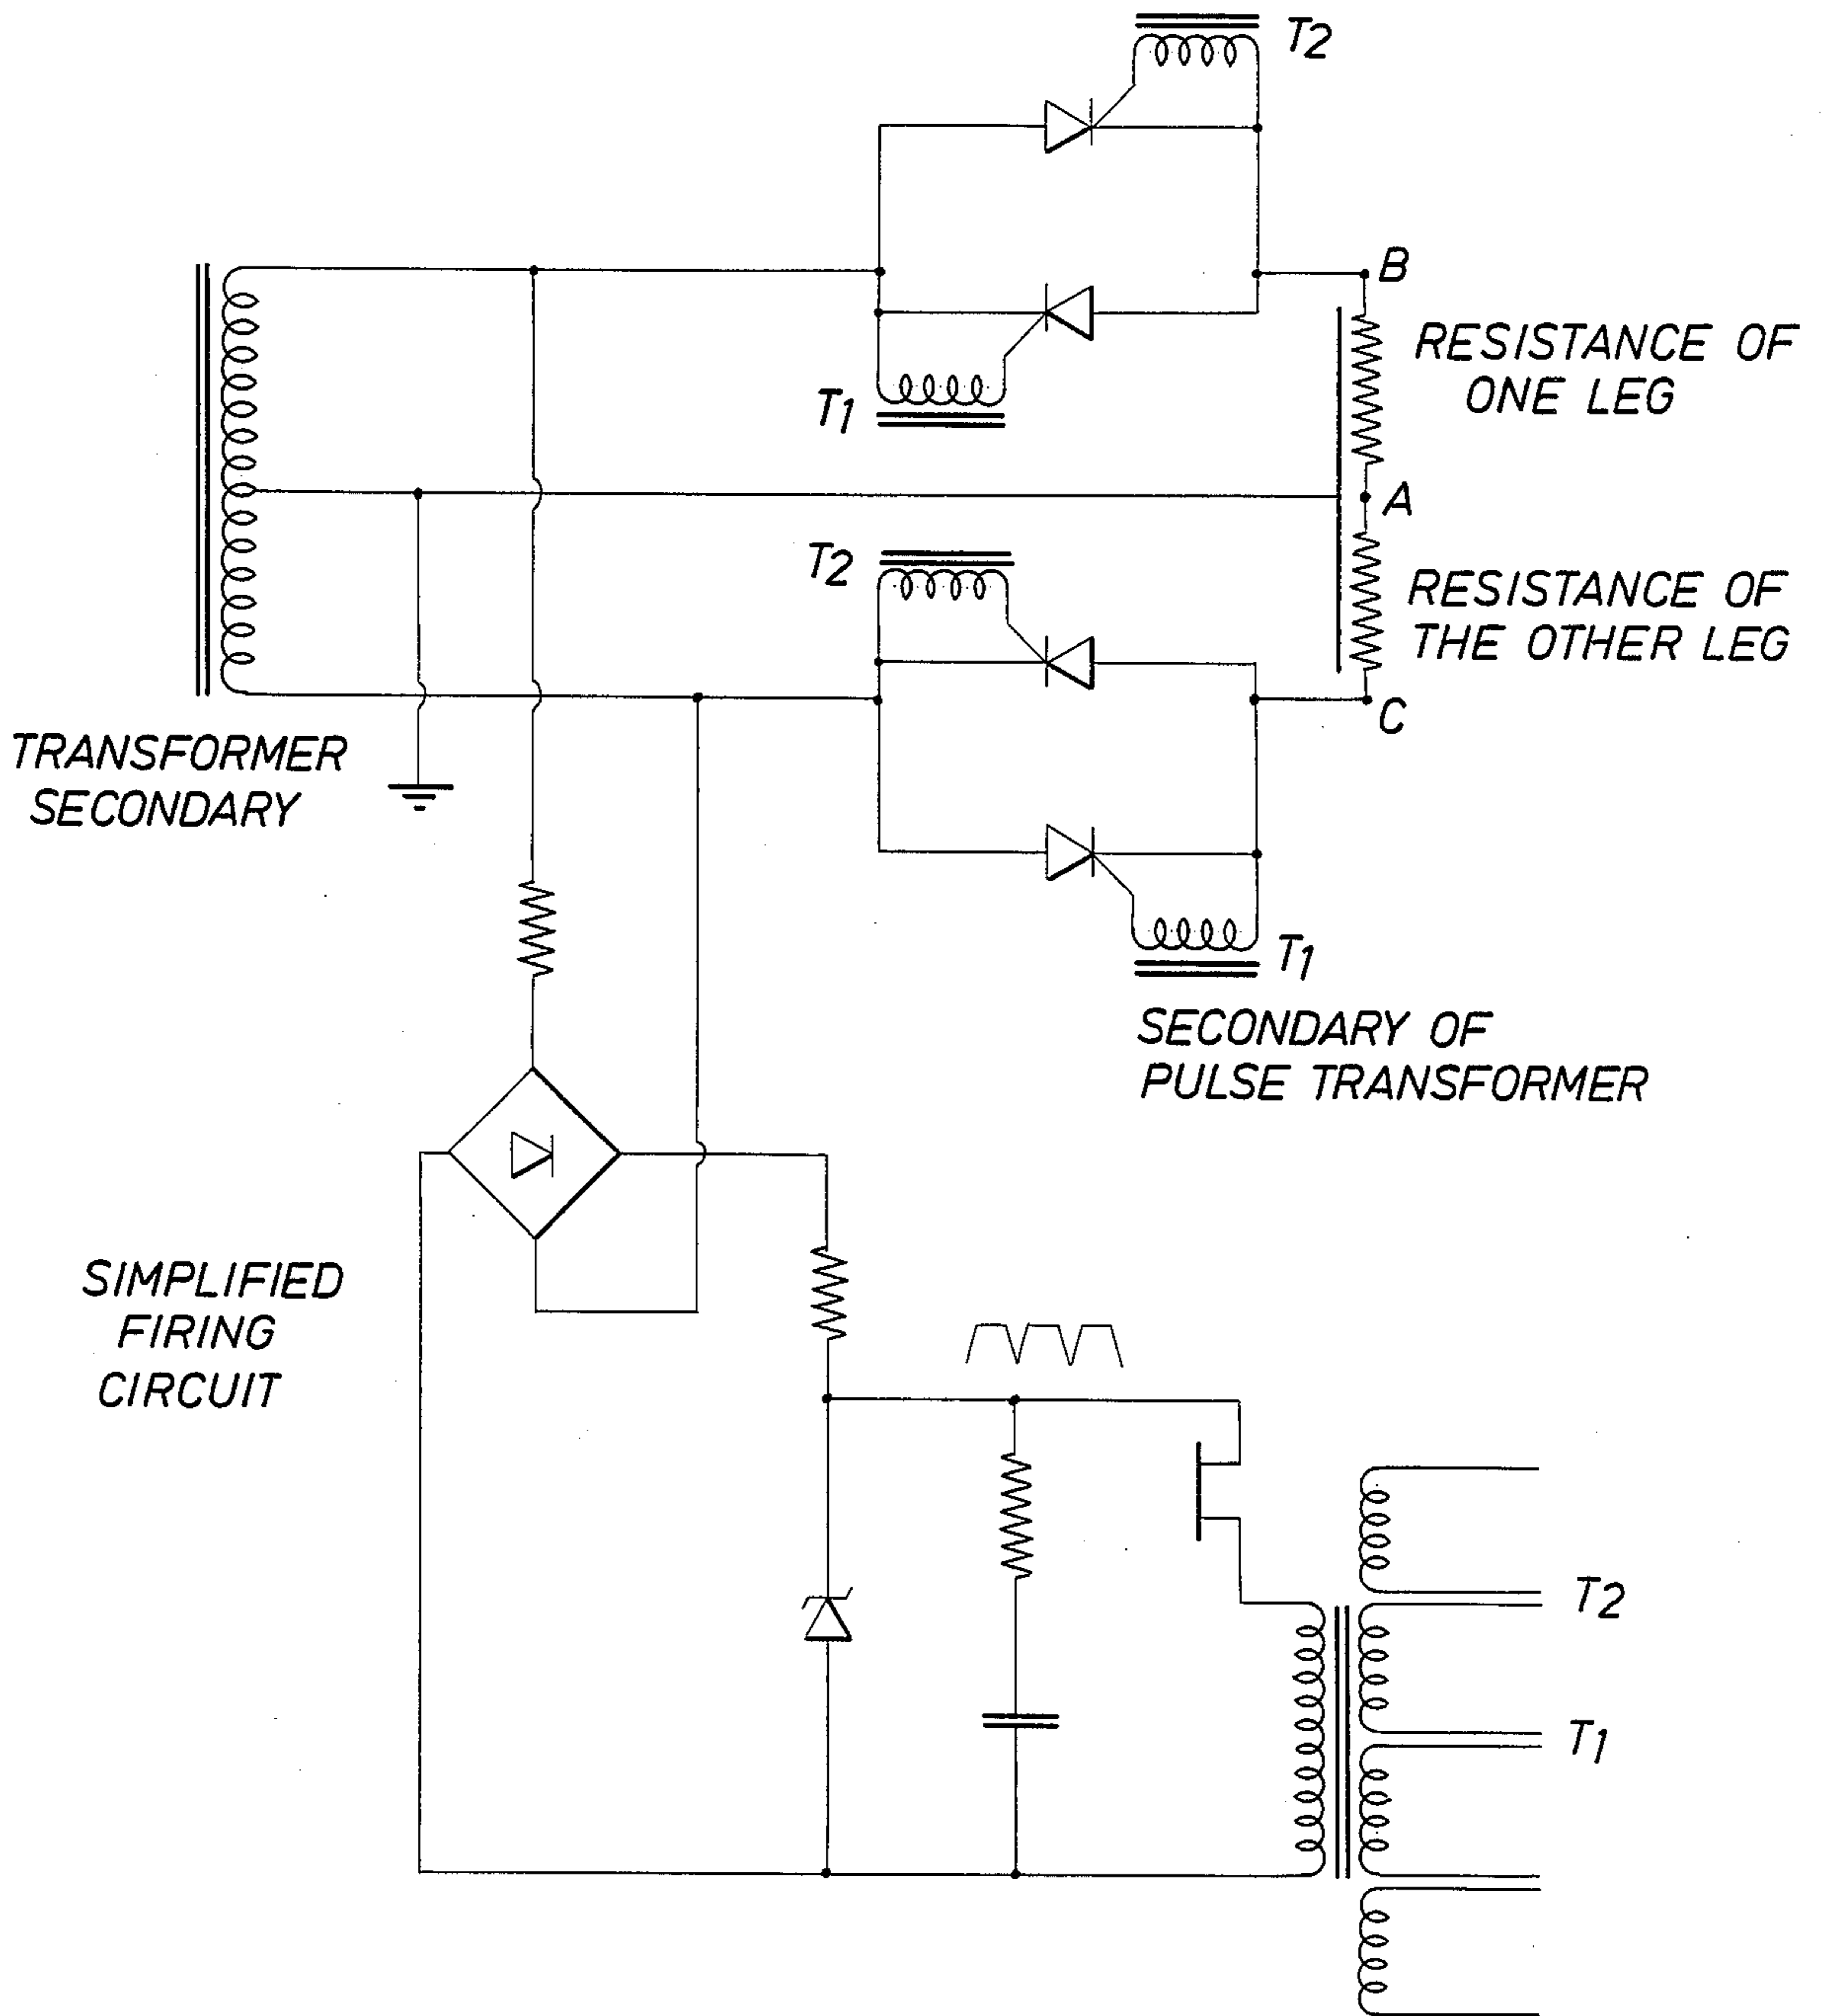 T2
B
RESISTANCE OF
ONE LEG
T1
A
T2
RESISTANCE OF
THE OTHER LEG
C
TRANSFORMER
SECONDARY
T1
SECONDARY OF
PULSE TRANSFORMER
SIMPLIFIED
FIRING
CIRCUIT
T2
T1